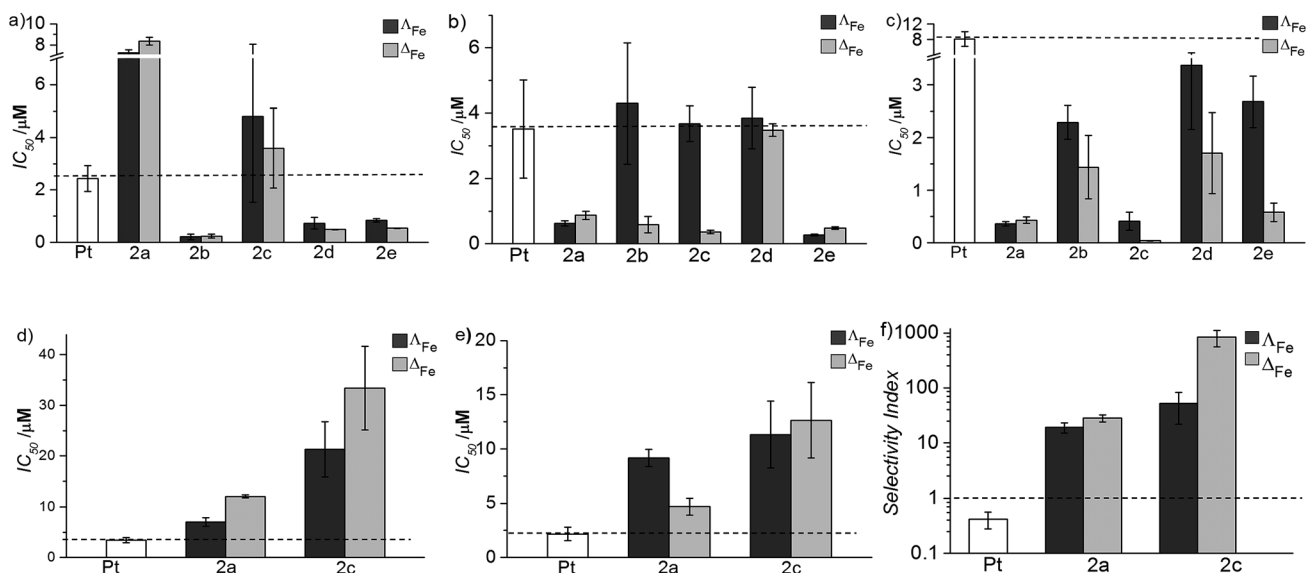 a)
10
8
6
4
2
0
IC50 /μM
ΛFe
ΔFe
Pt 2a 2b 2c 2d 2e
b)
6
4
2
0
IC50 /μM
ΛFe
ΔFe
Pt 2a 2b 2c 2d 2e
c)
12
8
3
2
1
0
IC50 /μM
ΛFe
ΔFe
Pt 2a 2b 2c 2d 2e
d)
40
30
20
10
0
IC50 /μM
ΛFe
ΔFe
Pt 2a 2c
e)
20
15
10
5
0
IC50 /μM
ΛFe
ΔFe
Pt 2a 2c
f)
1000
100
10
1
0.1
Selectivity Index
ΛFe
ΔFe
Pt 2a 2c